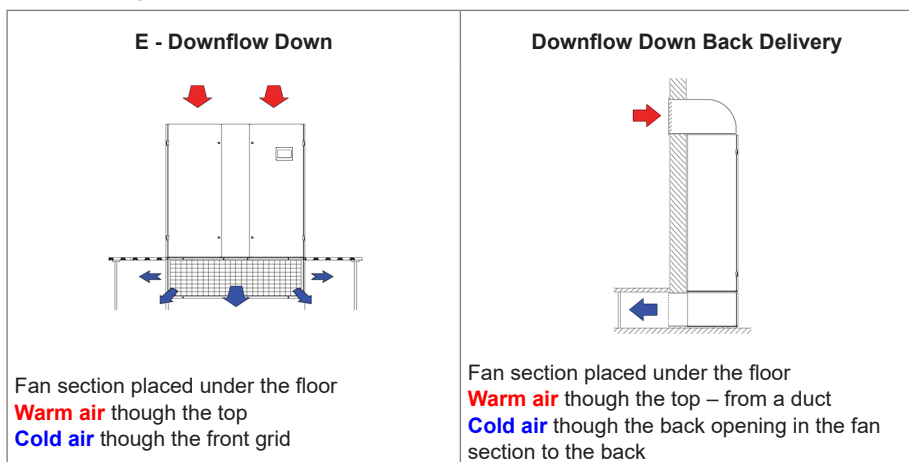 E - Downflow Down
Downflow Down Back Delivery
Fan section placed under the floor
Warm air though the top
Cold air though the front grid
Fan section placed under the floor
Warm air though the top – from a duct
Cold air though the back opening in the fan
section to the back